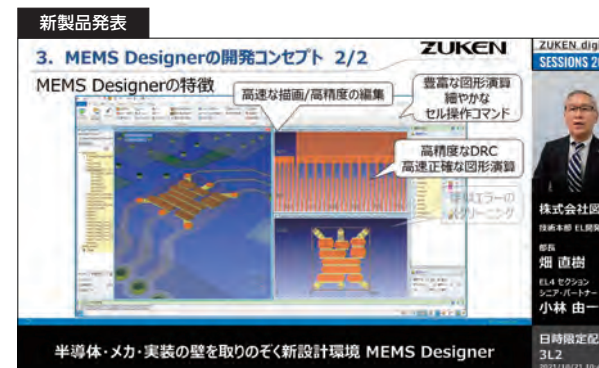 新製品発表
3. MEMS Designerの開発コンセプト 2/2
ZUKEN
MEMS Designerの特徴
高速な描画/高精度の編集
豊富な図形演算
細やかな
セル操作コマンド
高精度なDRC
高速正確な図形演算
半導体・メカ・実装の壁を取りのぞく新設計環境 MEMS Designer
ZUKEN digi
SESSIONS 2
株式会社図
技術本部 EL開発
部長
畑 直樹
EL4 セクション
シニア・パートナー
小林 由一
日時限定配
3L2